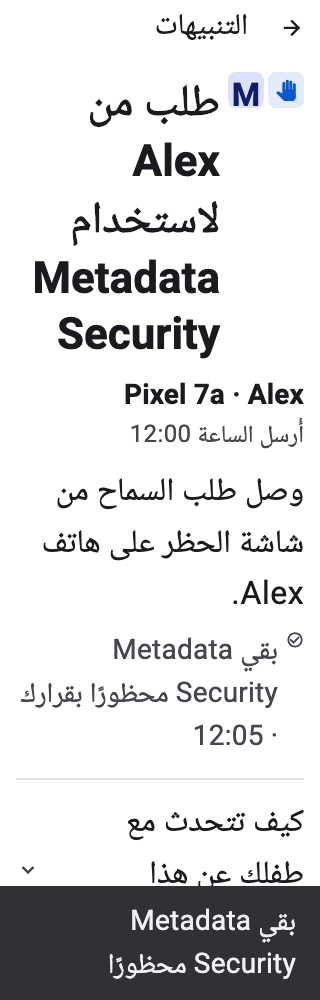 التنبيهات
M
طلب من
Alex
لاستخدام
Metadata
Security
Pixel 7a · Alex
أرسل الساعة 12:00
وصل طلب السماح من
شاشة الحظر على هاتف
Alex.
بقي Metadata
Security محظورًا بقرارك
· 12:05
كيف تتحدث مع
طفلك عن هذا
بقي Metadata
Security محظورًا